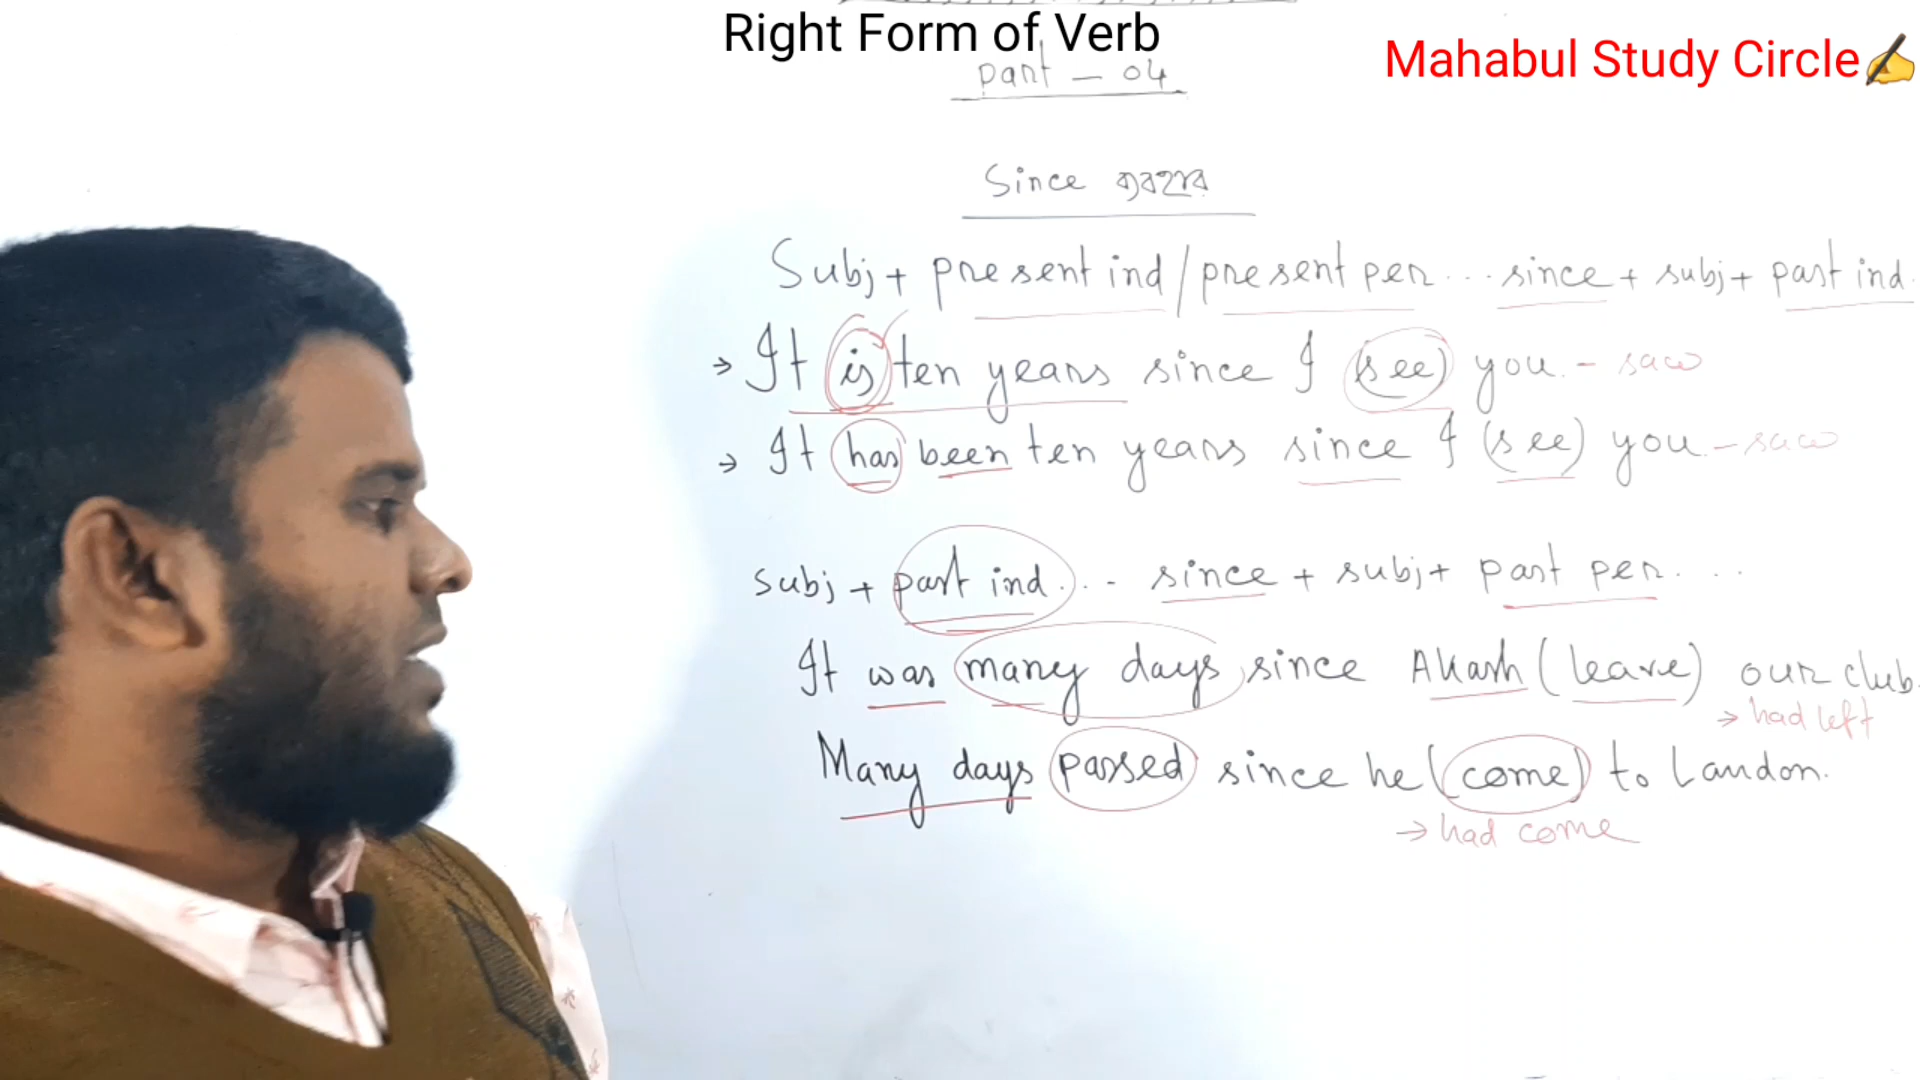 Right Form of Verb
Mahabul Study Circle✍
part - 04
Since ব্যবহার
Subj + present ind / present per ... since + subj + past ind.
→ It is ten years since I (see) you. - saw
→ It has been ten years since I (see) you. - saw
subj + past ind ... since + subj + past per ....
It was many days since Akash (leave) our club.
→ had left
Many days passed since he (come) to Landon.
→ had come